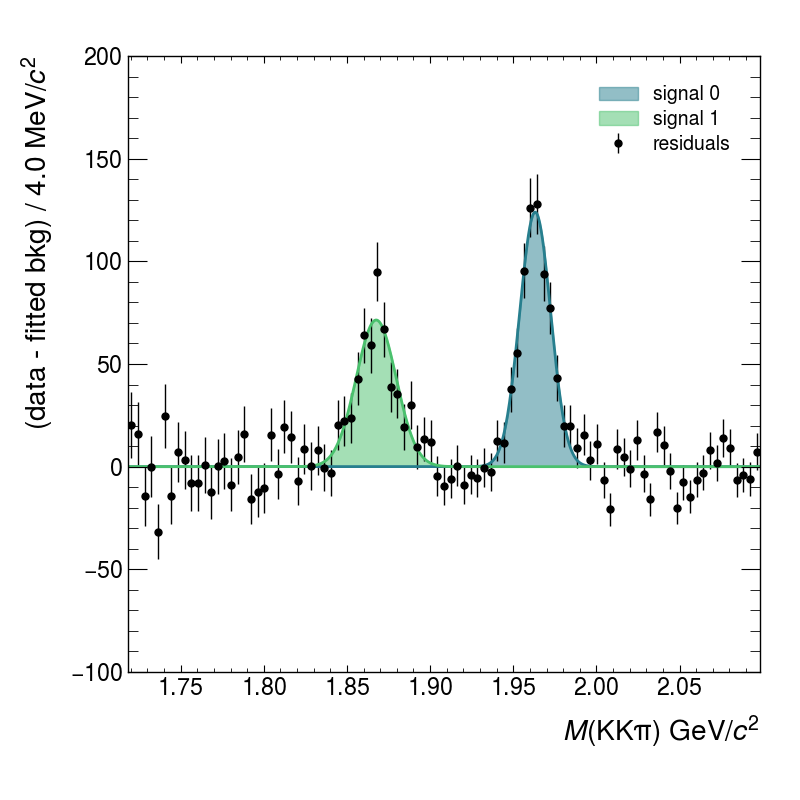 (data - fitted bkg) / 4.0 MeV/c²
200
150
100
50
0
−50
−100
signal 0
signal 1
residuals
1.75 1.80 1.85 1.90 1.95 2.00 2.05
M(KKπ) GeV/c²